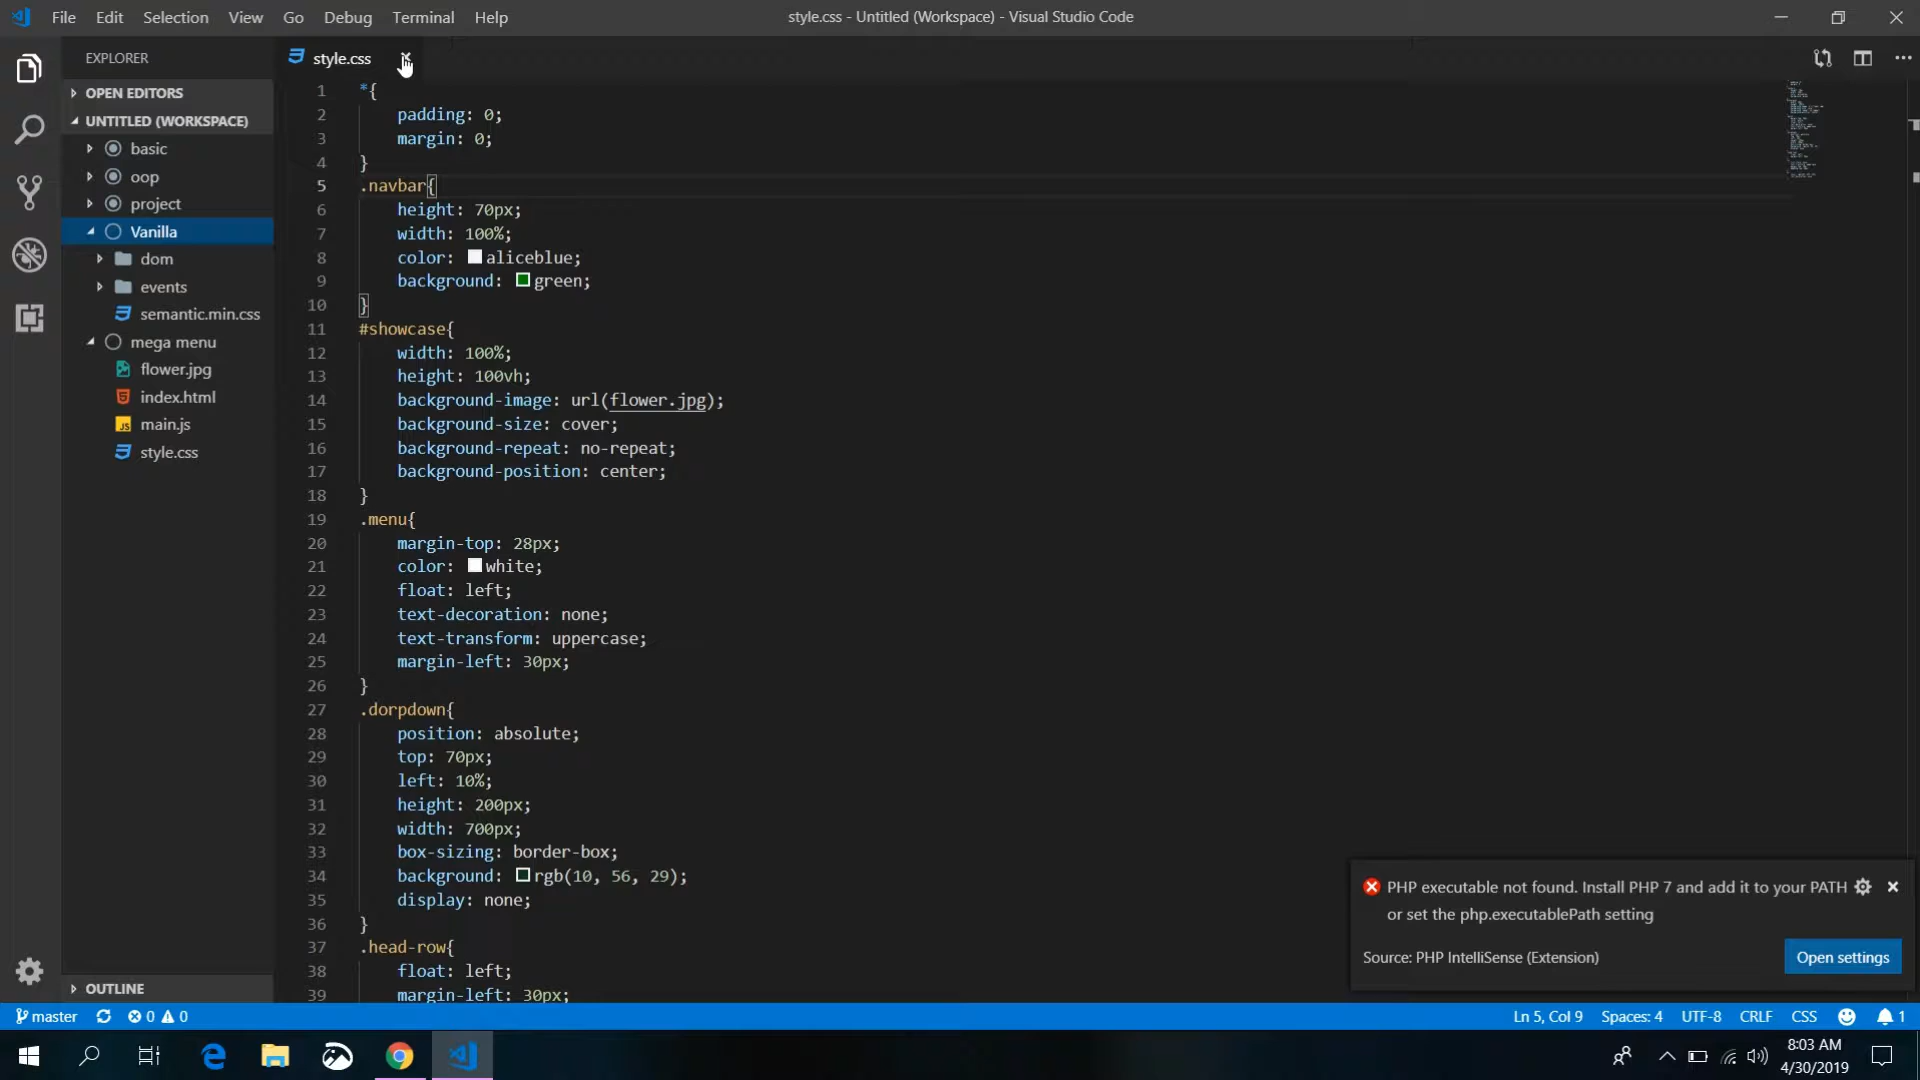 File Edit Selection View Go Debug Terminal Help
style.css - Untitled (Workspace) - Visual Studio Code
EXPLORER
OPEN EDITORS
UNTITLED (WORKSPACE)
basic
oop
project
Vanilla
dom
events
semantic.min.css
mega menu
flower.jpg
index.html
JS main.js
style.css
OUTLINE
style.css
1 *{
2 padding: 0;
3 margin: 0;
4 }
5 .navbar{
6 height: 70px;
7 width: 100%;
8 color: aliceblue;
9 background: green;
10 }
11 #showcase{
12 width: 100%;
13 height: 100vh;
14 background-image: url(flower.jpg);
15 background-size: cover;
16 background-repeat: no-repeat;
17 background-position: center;
18 }
19 .menu{
20 margin-top: 28px;
21 color: white;
22 float: left;
23 text-decoration: none;
24 text-transform: uppercase;
25 margin-left: 30px;
26 }
27 .dorpdown{
28 position: absolute;
29 top: 70px;
30 left: 10%;
31 height: 200px;
32 width: 700px;
33 box-sizing: border-box;
34 background: rgb(10, 56, 29);
35 display: none;
36 }
37 .head-row{
38 float: left;
39 margin-left: 30px;
PHP executable not found. Install PHP 7 and add it to your PATH
or set the php.executablePath setting
Source: PHP IntelliSense (Extension)
Open settings
master 0 0
Ln 5, Col 9 Spaces: 4 UTF-8 CRLF CSS 1
8:03 AM
4/30/2019